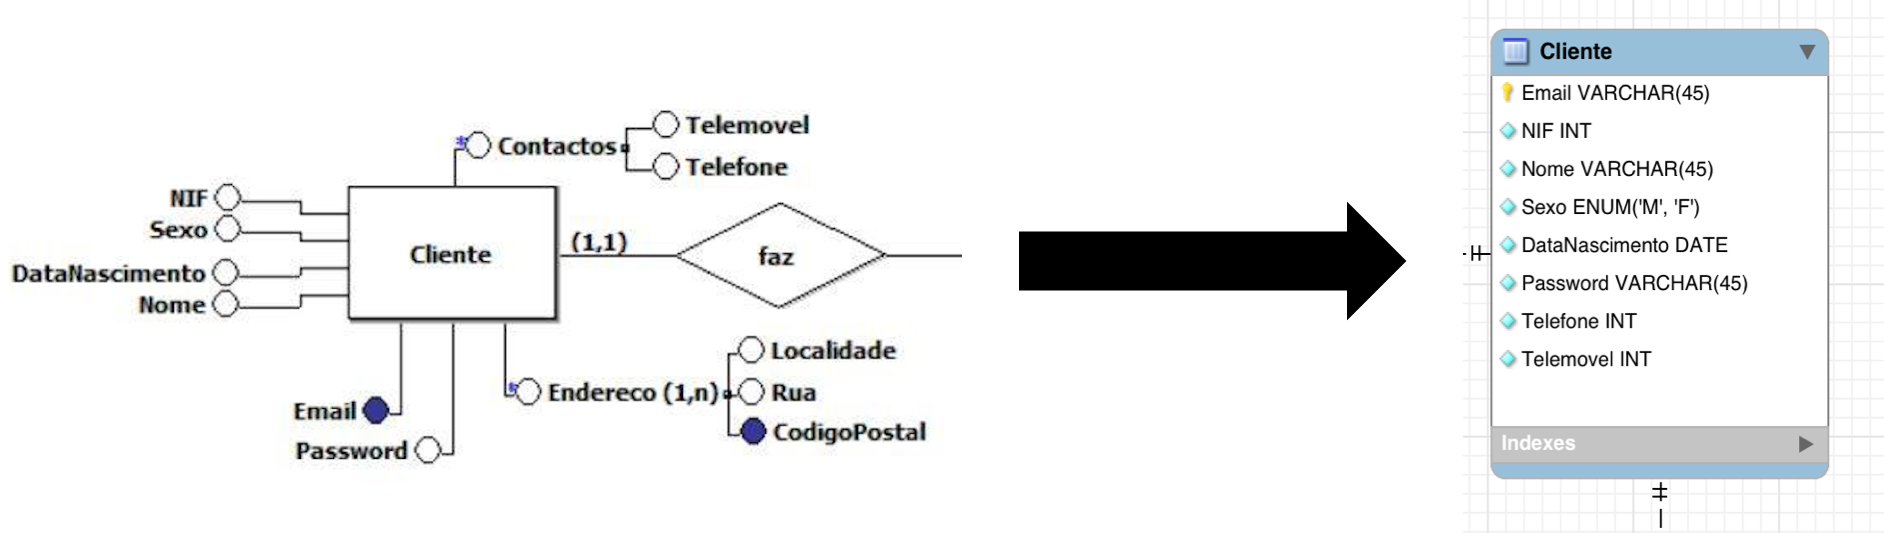 Contactos
Telemovel
Telefone
NIF
Sexo
DataNascimento
Nome
Cliente
(1,1)
faz
Email
Password
Endereco (1,n)
Localidade
Rua
CodigoPostal
Cliente
Email VARCHAR(45)
NIF INT
Nome VARCHAR(45)
Sexo ENUM('M', 'F')
DataNascimento DATE
Password VARCHAR(45)
Telefone INT
Telemovel INT
Indexes